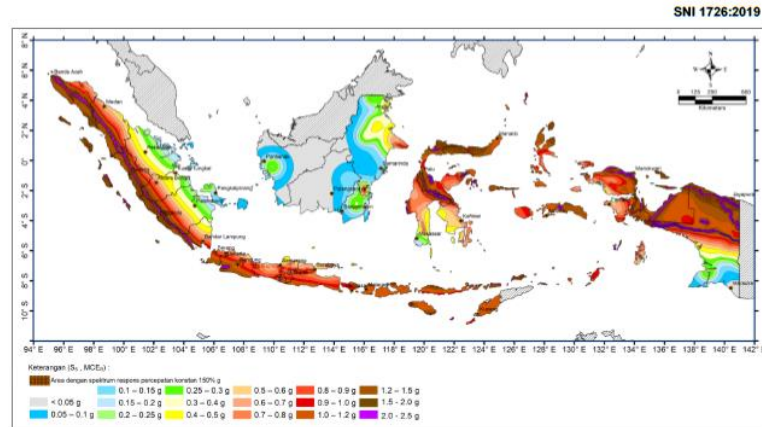 SNI 1726:2019
8° N
6° N
4° N
2° N
0°
2° S
4° S
6° S
8° S
10° S
N
Kilometers
Banda Aceh
Medan
Pontianak
Samarinda
Manado
Palu
Pangkalpinang
Bandar Lampung
Serang
Kendari
Makassar
Manokwari
Jayapura
Merauke
Kupang
94° E 96° E 98° E 100° E 102° E 104° E 106° E 108° E 110° E 112° E 114° E 116° E 118° E 120° E 122° E 124° E 126° E 128° E 130° E 132° E 134° E 136° E 138° E 140° E 142° E
Keterangan (Sₛ , MCEᵣ) :
Area dengan spektrum respons percepatan konstan 150% g
< 0.05 g 0.1 – 0.15 g 0.25 – 0.3 g 0.5 – 0.6 g 0.8 – 0.9 g 1.2 – 1.5 g
0.15 – 0.2 g 0.3 – 0.4 g 0.6 – 0.7 g 0.9 – 1.0 g 1.5 - 2.0 g
0.05 – 0.1 g 0.2 – 0.25 g 0.4 – 0.5 g 0.7 – 0.8 g 1.0 – 1.2 g 2.0 - 2.5 g